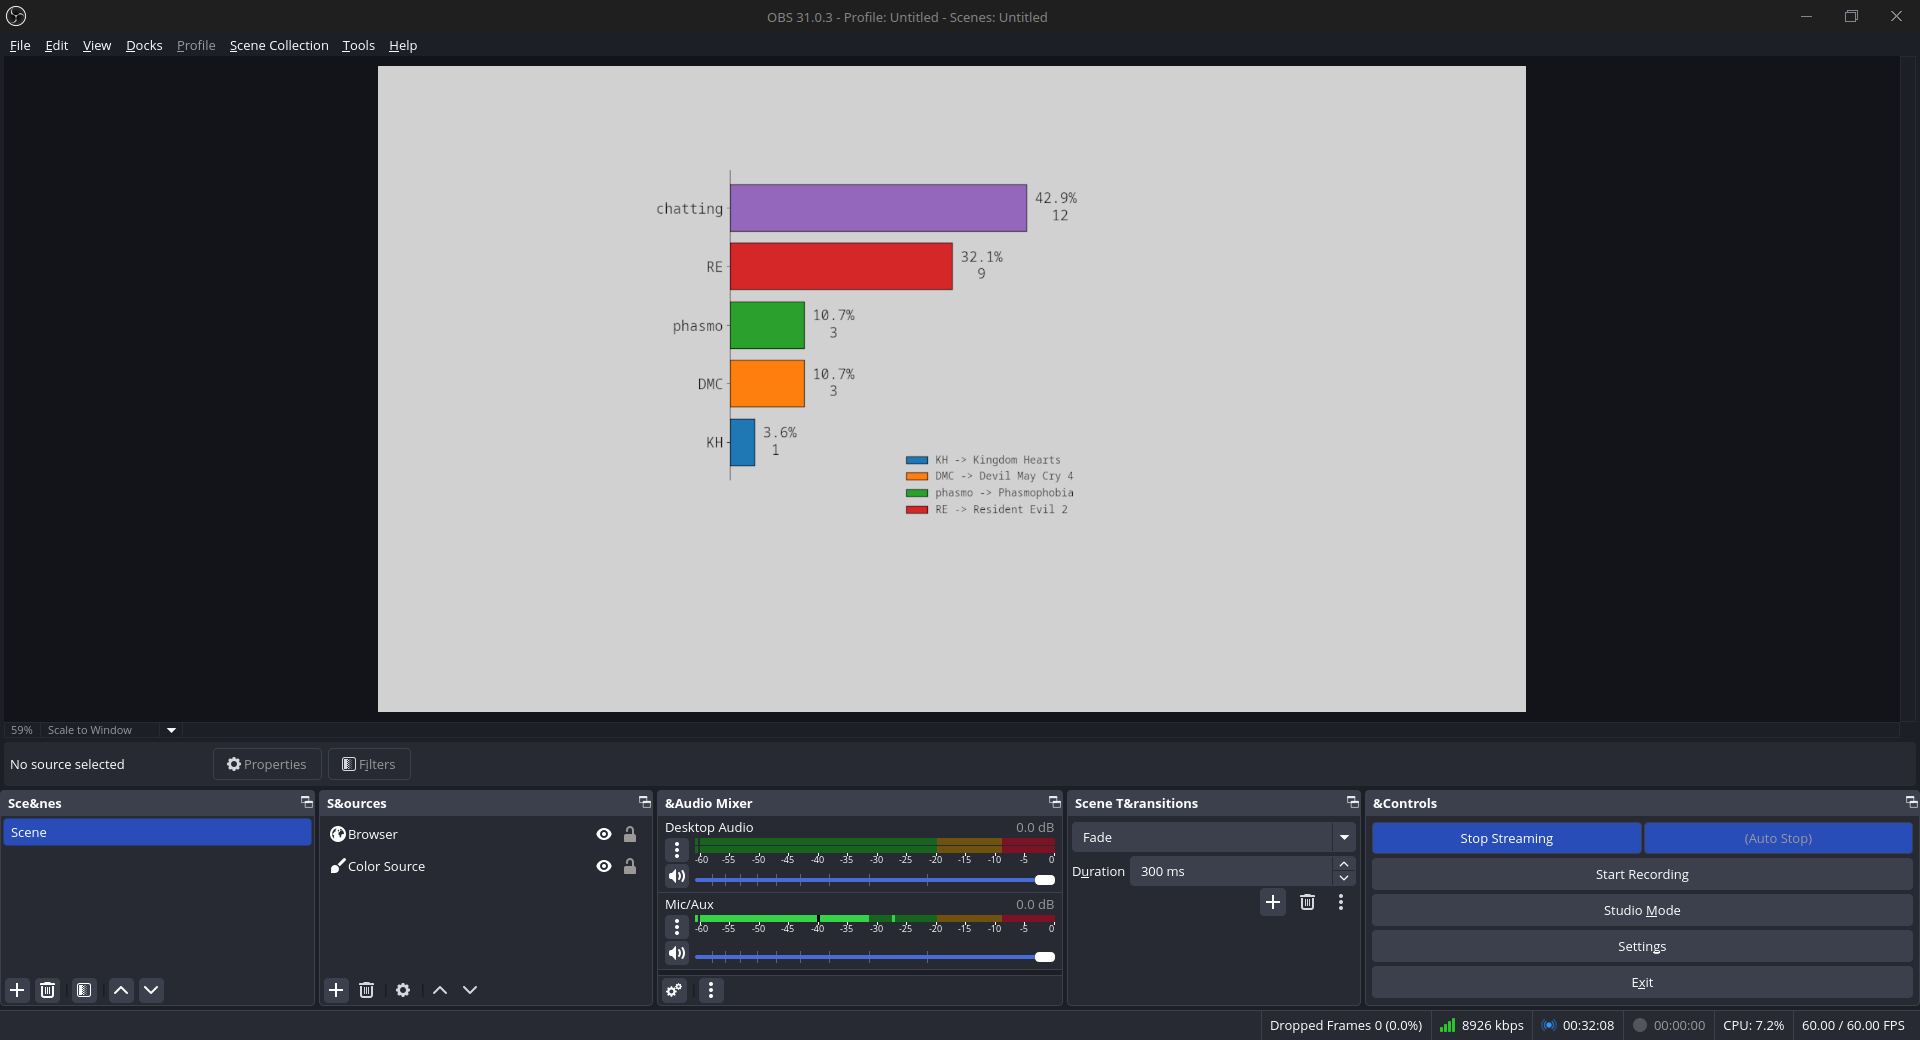 OBS 31.0.3 - Profile: Untitled - Scenes: Untitled
File Edit View Docks Profile Scene Collection Tools Help
chatting
42.9%
12
RE
32.1%
9
phasmo
10.7%
3
DMC
10.7%
3
KH
3.6%
1
KH -> Kingdom Hearts
DMC -> Devil May Cry 4
phasmo -> Phasmophobia
RE -> Resident Evil 2
59% Scale to Window
No source selected Properties Filters
Sce&nes
Scene
S&ources
Browser
Color Source
&Audio Mixer
Desktop Audio 0.0 dB
-60 -55 -50 -45 -40 -35 -30 -25 -20 -15 -10 -5 0
Mic/Aux 0.0 dB
-60 -55 -50 -45 -40 -35 -30 -25 -20 -15 -10 -5 0
Scene T&ransitions
Fade
Duration 300 ms
&Controls
Stop Streaming (Auto Stop)
Start Recording
Studio Mode
Settings
Exit
Dropped Frames 0 (0.0%) 8926 kbps 00:32:08 00:00:00 CPU: 7.2% 60.00 / 60.00 FPS